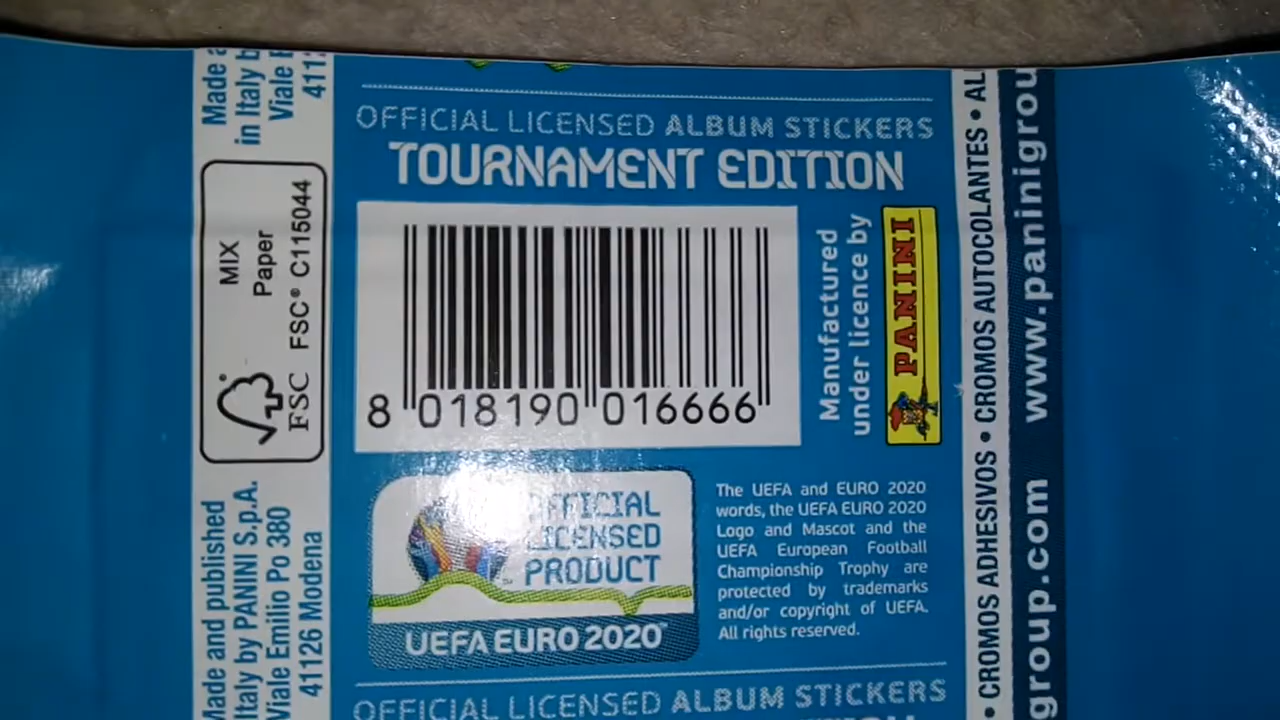 Made a
in Italy b
Viale E
411
MIX
Paper
FSC® C115044
FSC
Made and published
Italy by PANINI S.p.A.
Viale Emilio Po 380
41126 Modena
OFFICIAL LICENSED ALBUM STICKERS
TOURNAMENT EDITION
8 018190 016666
Manufactured
under licence by
PANINI
OFFICIAL
LICENSED
PRODUCT
UEFA EURO 2020™
The UEFA and EURO 2020
words, the UEFA EURO 2020
Logo and Mascot and the
UEFA European Football
Championship Trophy are
protected by trademarks
and/or copyright of UEFA.
All rights reserved.
OFFICIAL LICENSED ALBUM STICKERS
• CROMOS ADHESIVOS • CROMOS AUTOCOLANTES • AL
group.com www.paninigrou